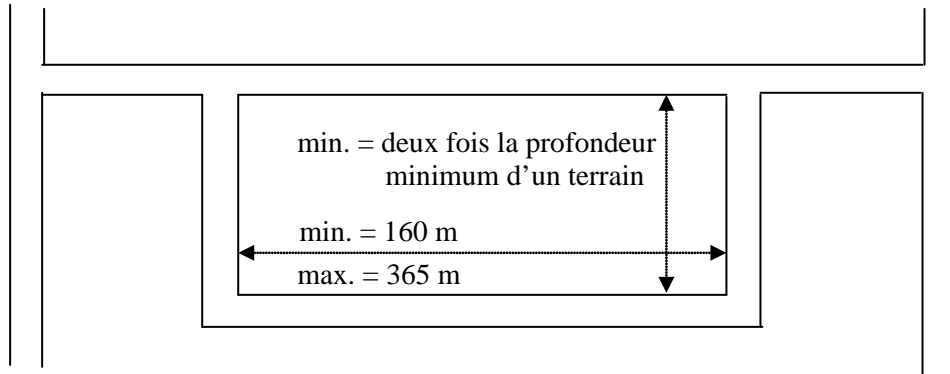 min. = deux fois la profondeur
minimum d'un terrain
min. = 160 m
max. = 365 m